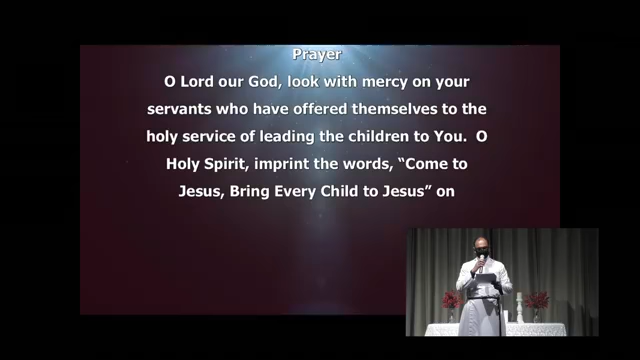 Prayer
O Lord our God, look with mercy on your
servants who have offered themselves to the
holy service of leading the children to You.  O
Holy Spirit, imprint the words, “Come to
Jesus, Bring Every Child to Jesus” on